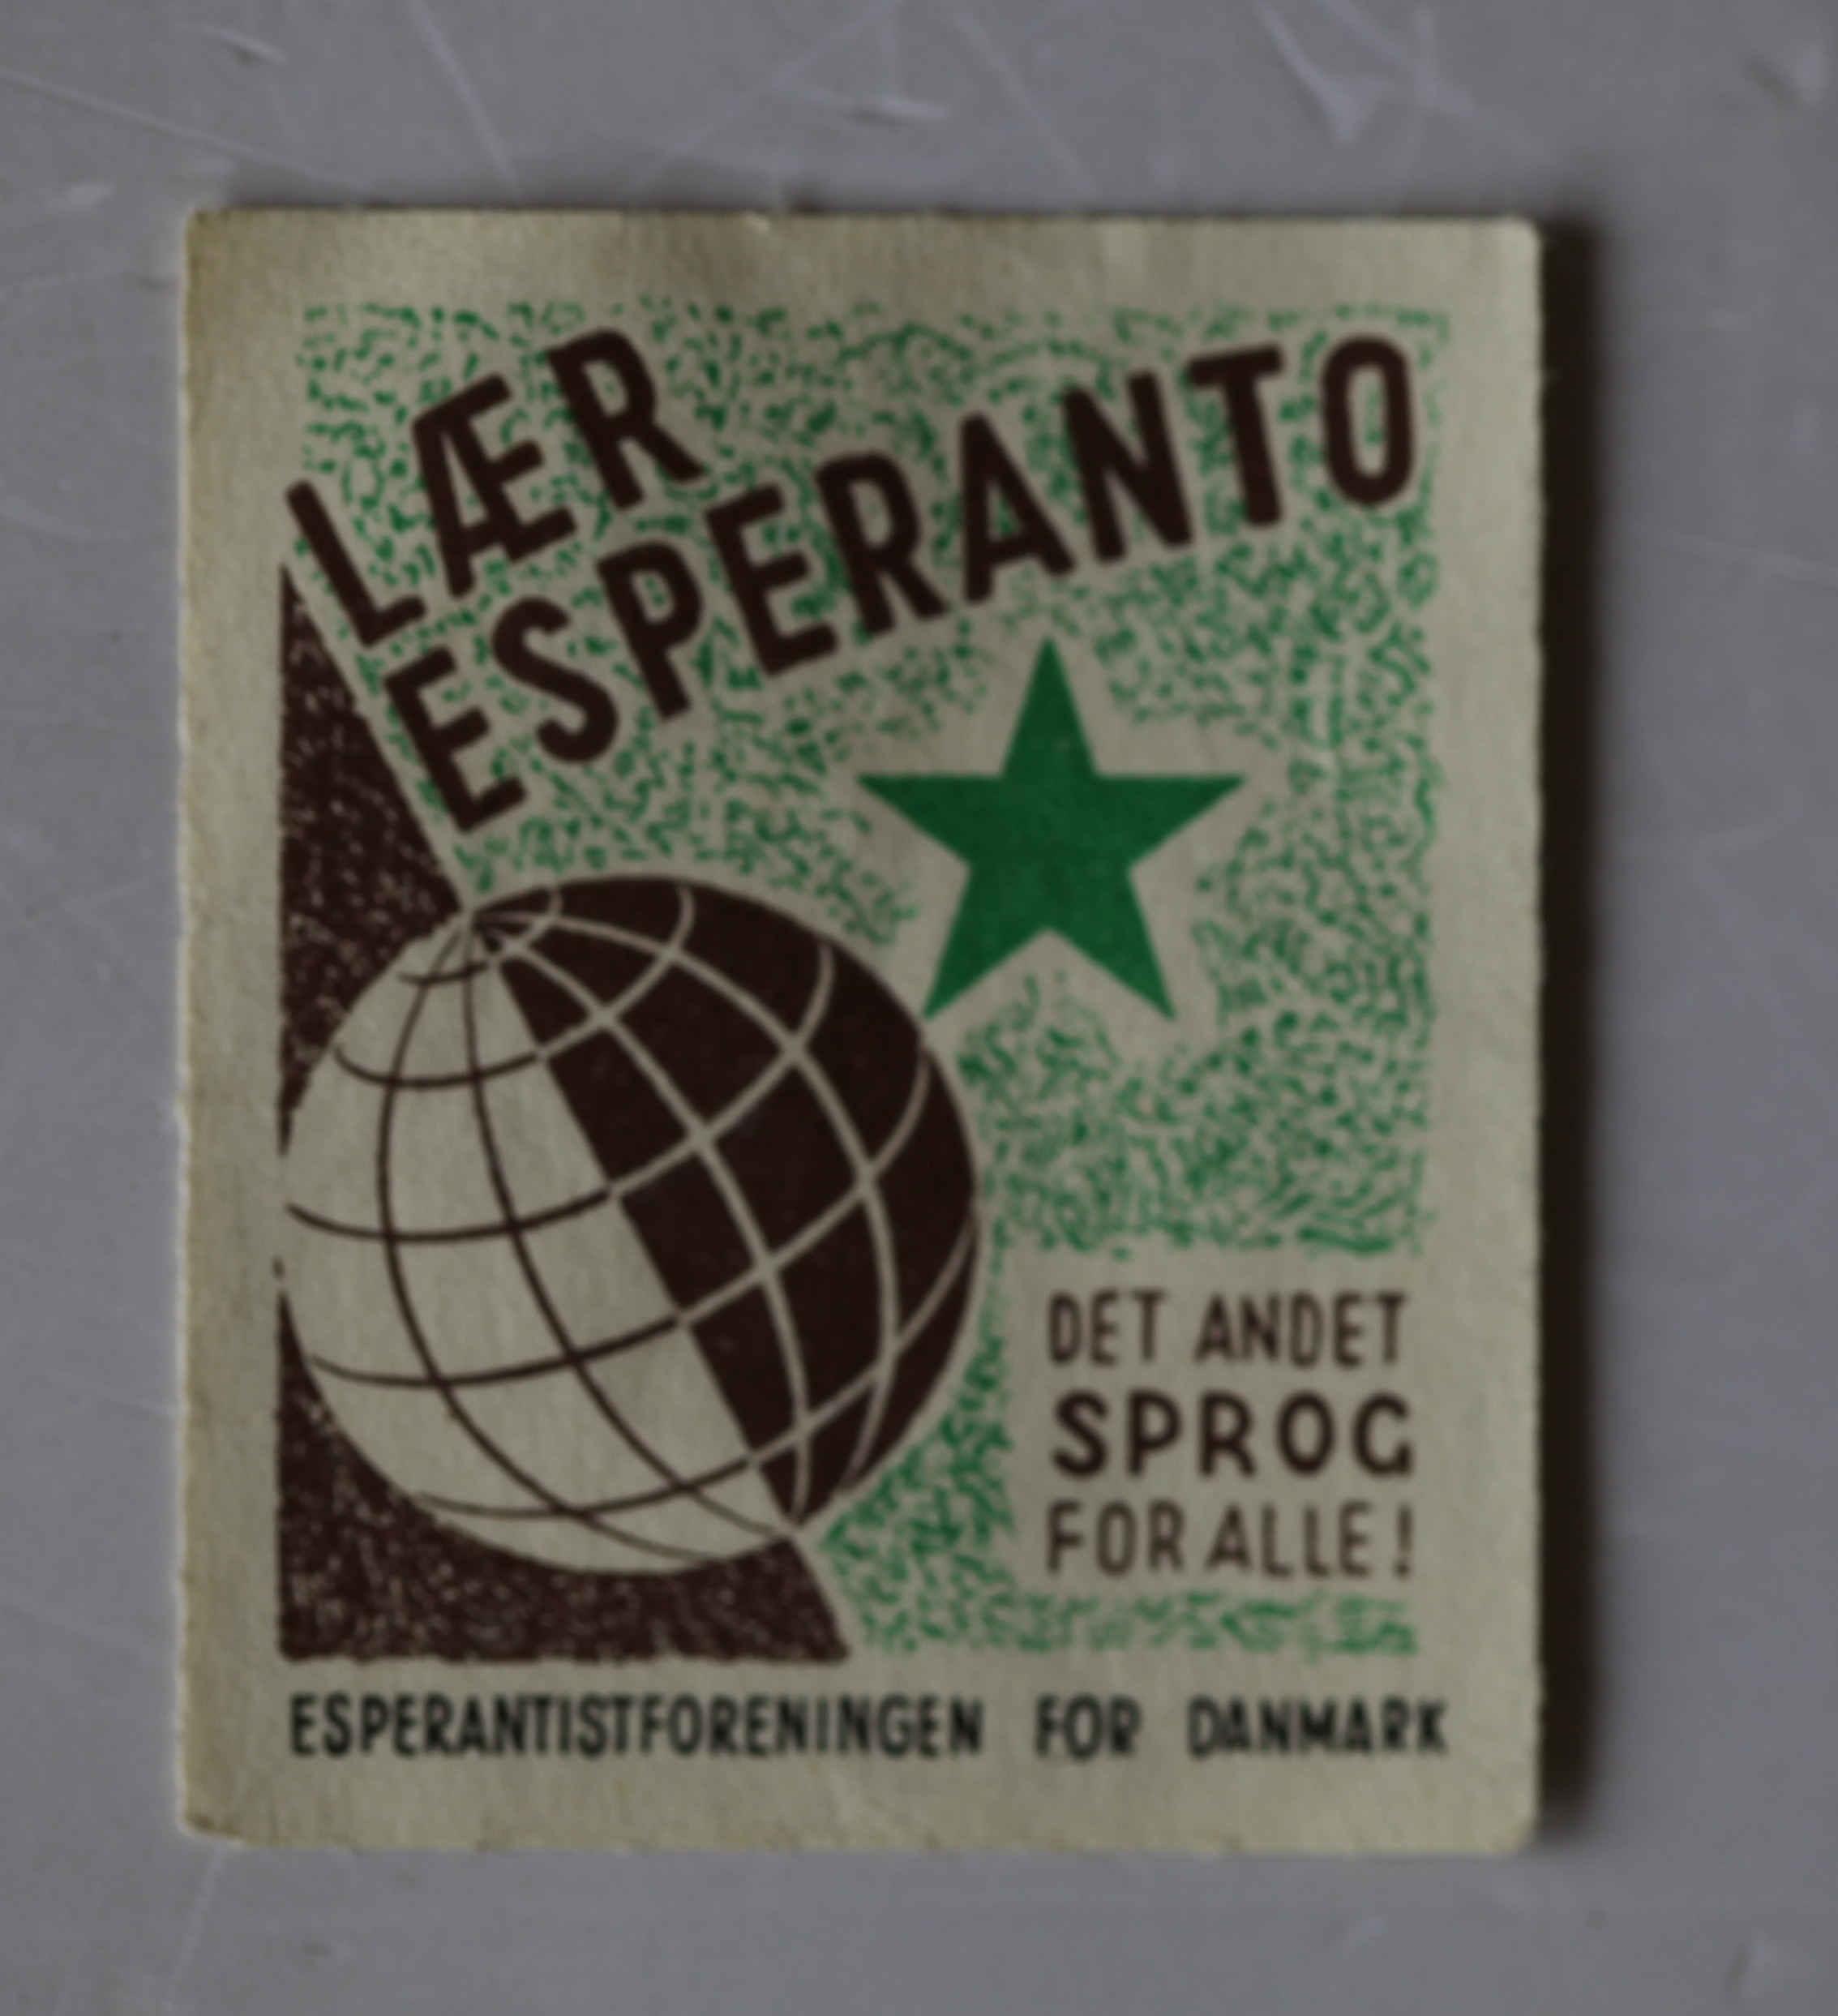 LÆR
ESPERANTO
DET ANDET
SPROG
FOR ALLE!
ESPERANTISTFORENINGEN FOR DANMARK